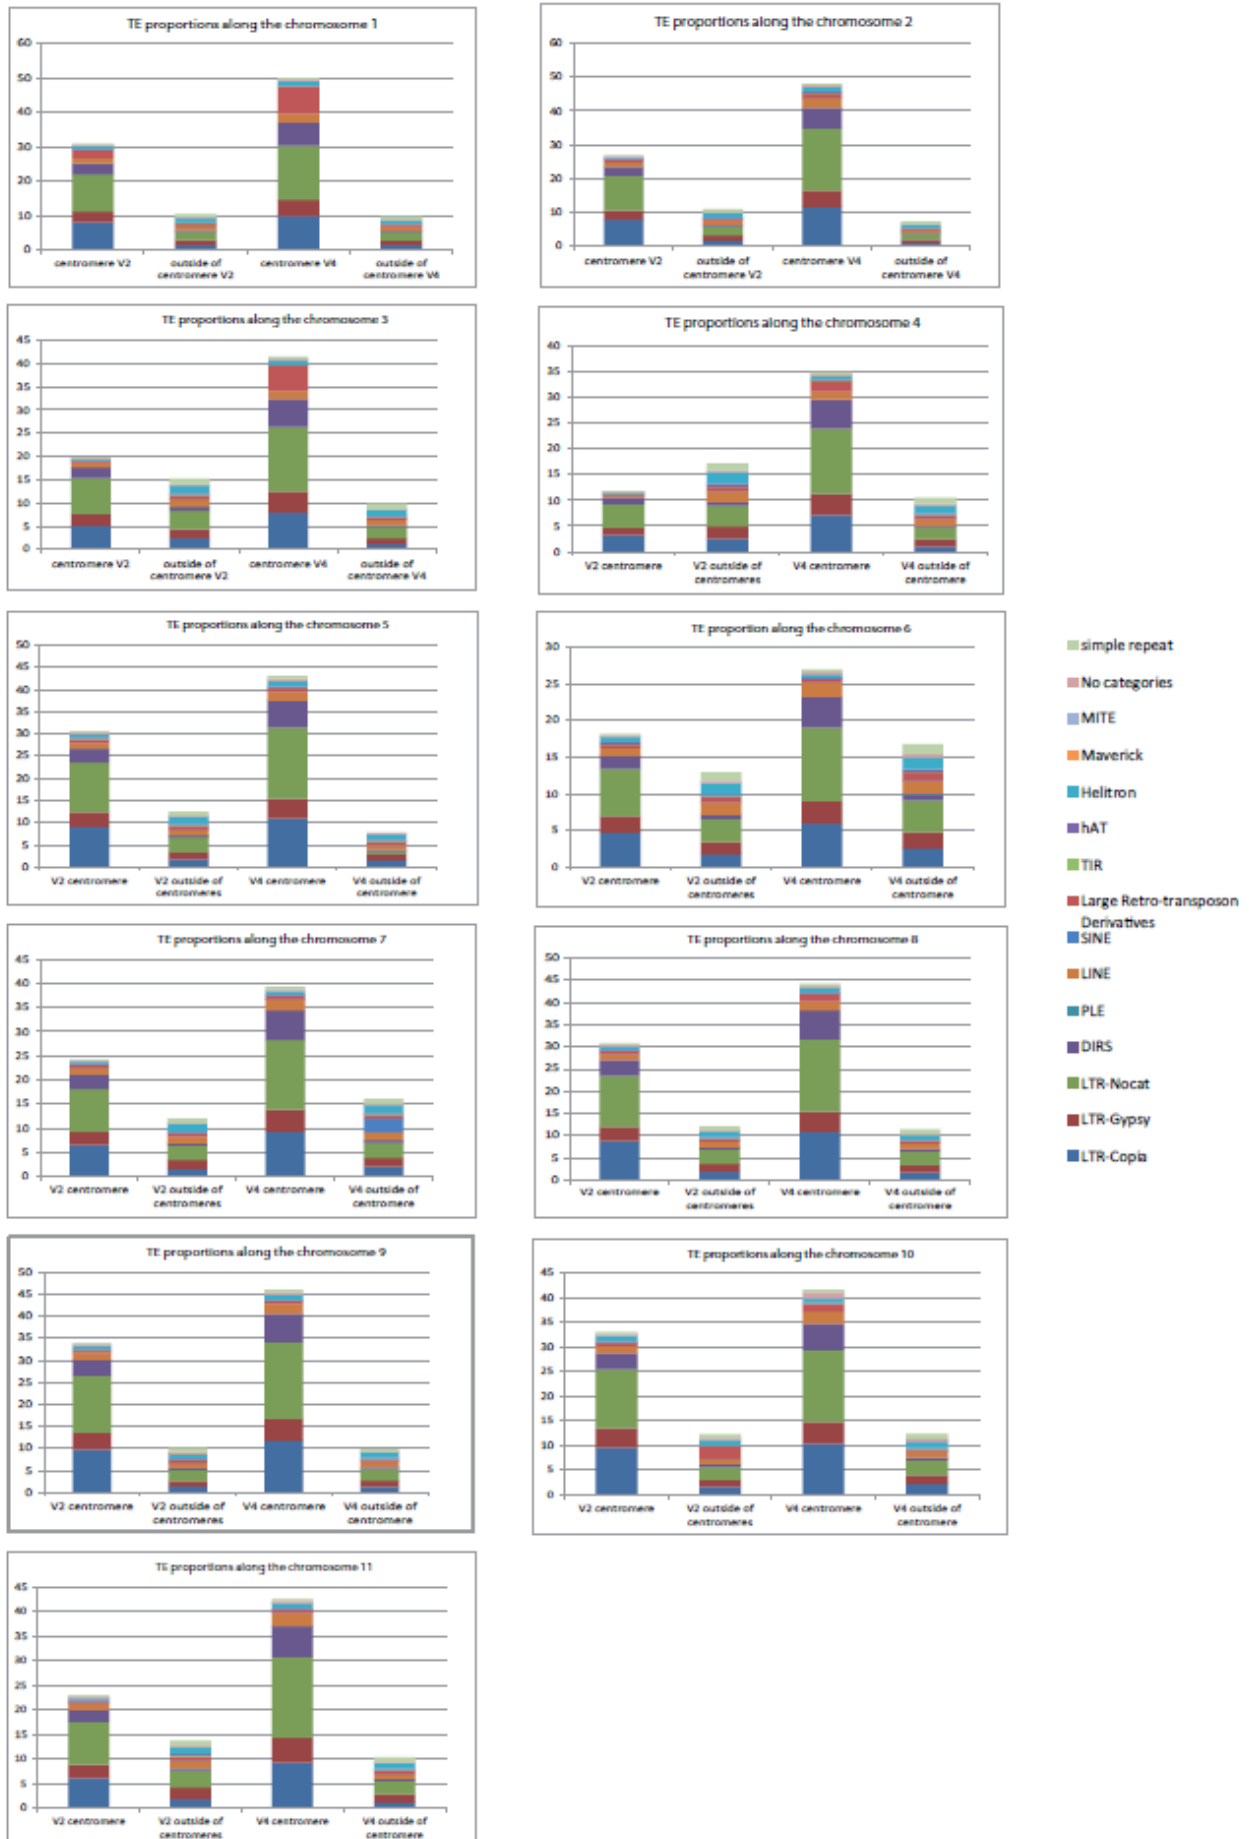 TE proportions along the chromosome 1
60
50
40
30
20
10
0
centromere V2
outside of
centromere V2
centromere V4
outside of
centromere V4
TE proportions along the chromosome 2
60
50
40
30
20
10
0
centromere V2
outside of
centromere V2
centromere V4
outside of
centromere V4
TE proportions along the chromosome 3
45
40
35
30
25
20
15
10
5
0
centromere V2
outside of
centromere V2
centromere V4
outside of
centromere V4
TE proportions along the chromosome 4
40
35
30
25
20
15
10
5
0
V2 centromere
V2 outside of
centromeres
V4 centromere
V4 outside of
centromere
TE proportions along the chromosome 5
50
45
40
35
30
25
20
15
10
5
0
V2 centromere
V2 outside of
centromeres
V4 centromere
V4 outside of
centromere
TE proportion along the chromosome 6
30
25
20
15
10
5
0
V2 centromere
V2 outside of
centromeres
V4 centromere
V4 outside of
centromere
simple repeat
No categories
MITE
Maverick
Helitron
hAT
TIR
Large Retro-transposon
Derivatives
SINE
LINE
PLE
DIRS
LTR-Nocat
LTR-Gypsy
LTR-Copia
TE proportions along the chromosome 7
45
40
35
30
25
20
15
10
5
0
V2 centromere
V2 outside of
centromeres
V4 centromere
V4 outside of
centromere
TE proportions along the chromosome 8
50
45
40
35
30
25
20
15
10
5
0
V2 centromere
V2 outside of
centromeres
V4 centromere
V4 outside of
centromere
TE proportions along the chromosome 9
50
45
40
35
30
25
20
15
10
5
0
V2 centromere
V2 outside of
centromeres
V4 centromere
V4 outside of
centromere
TE proportions along the chromosome 10
45
40
35
30
25
20
15
10
5
0
V2 centromere
V2 outside of
centromeres
V4 centromere
V4 outside of
centromere
TE proportions along the chromosome 11
45
40
35
30
25
20
15
10
5
0
V2 centromere
V2 outside of
centromeres
V4 centromere
V4 outside of
centromere